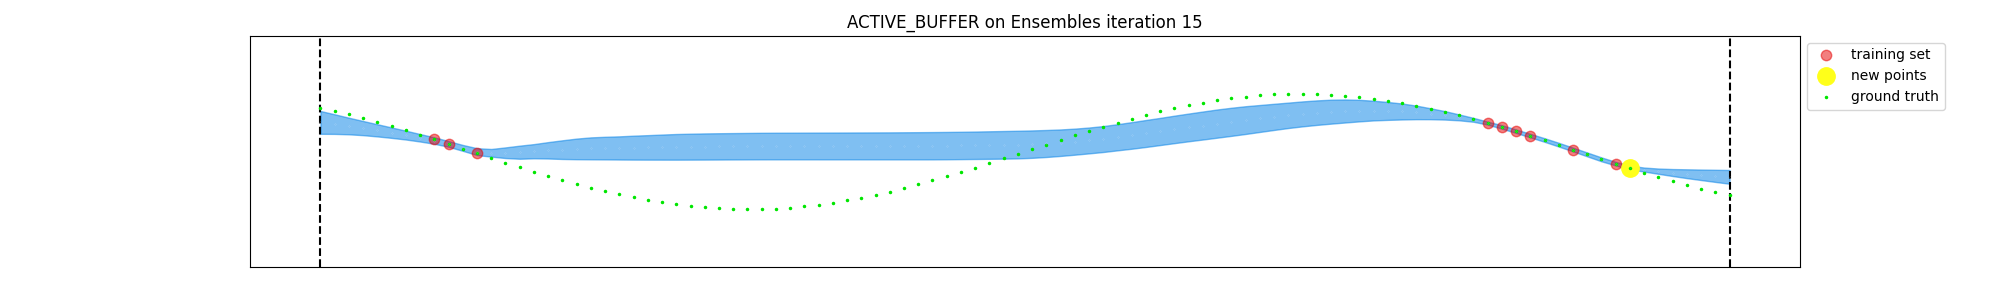 ACTIVE_BUFFER on Ensembles iteration 15
training set
new points
ground truth